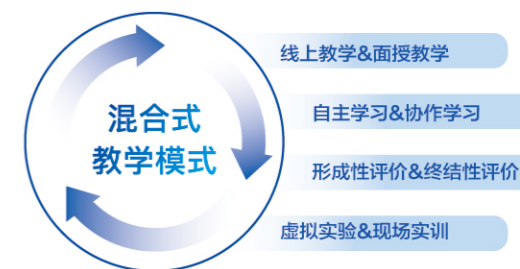 混合式
教学模式
线上教学&面授教学
自主学习&协作学习
形成性评价&终结性评价
虚拟实验&现场实训